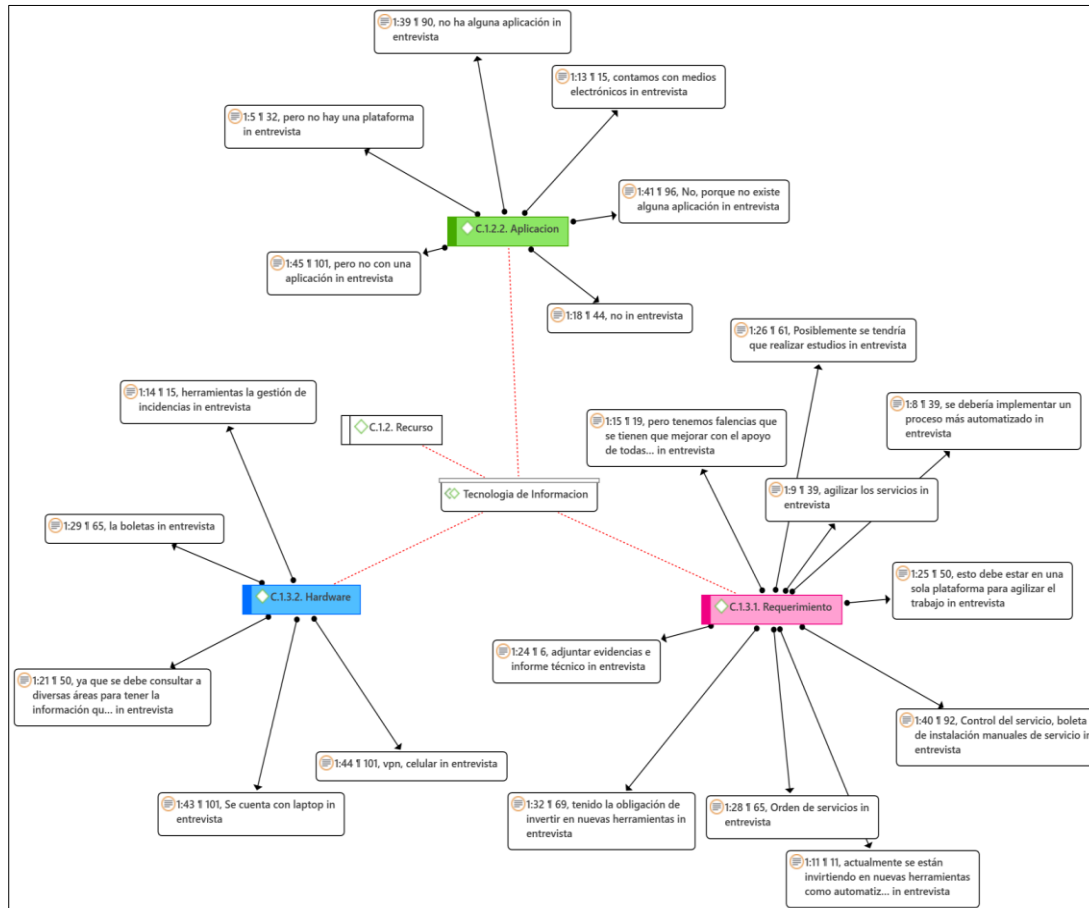 1:39 ¶ 90, no ha alguna aplicación in
entrevista
1:13 ¶ 15, contamos con medios
electrónicos in entrevista
1:5 ¶ 32, pero no hay una plataforma
in entrevista
1:41 ¶ 96, No, porque no existe
alguna aplicación in entrevista
C.1.2.2. Aplicacion
1:45 ¶ 101, pero no con una
aplicación in entrevista
1:18 ¶ 44, no in entrevista
1:26 ¶ 61, Posiblemente se tendría
que realizar estudios in entrevista
1:14 ¶ 15, herramientas la gestión de
incidencias in entrevista
1:8 ¶ 39, se debería implementar un
proceso más automatizado in
entrevista
C.1.2. Recurso
1:15 ¶ 19, pero tenemos falencias que
se tienen que mejorar con el apoyo
de todas... in entrevista
1:9 ¶ 39, agilizar los servicios in
entrevista
Tecnologia de Informacion
1:29 ¶ 65, la boletas in entrevista
1:25 ¶ 50, esto debe estar en una
sola plataforma para agilizar el
trabajo in entrevista
C.1.3.2. Hardware
C.1.3.1. Requerimiento
1:24 ¶ 6, adjuntar evidencias e
informe técnico in entrevista
1:21 ¶ 50, ya que se debe consultar a
diversas áreas para tener la
información qu... in entrevista
1:40 ¶ 92, Control del servicio, boleta
de instalación manuales de servicio in
entrevista
1:44 ¶ 101, vpn, celular in entrevista
1:43 ¶ 101, Se cuenta con laptop in
entrevista
1:32 ¶ 69, tenido la obligación de
invertir en nuevas herramientas in
entrevista
1:28 ¶ 65, Orden de servicios in
entrevista
1:11 ¶ 11, actualmente se están
invirtiendo en nuevas herramientas
como automatiz... in entrevista